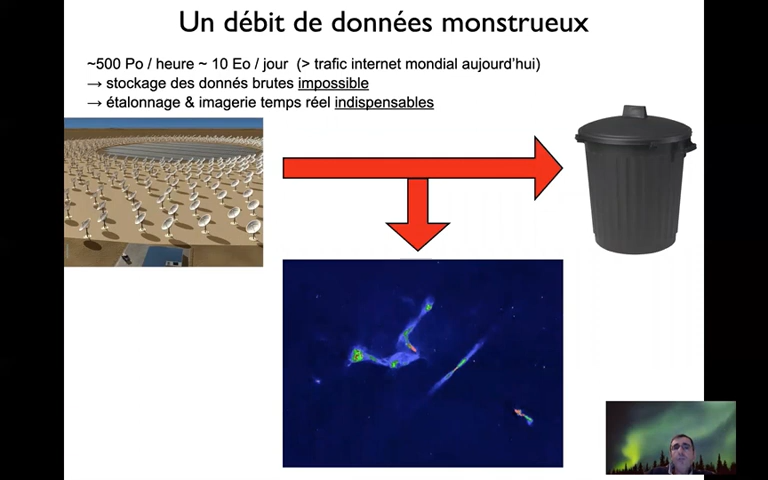 Un débit de données monstrueux
~500 Po / heure ~ 10 Eo / jour  (> trafic internet mondial aujourd'hui)
→ stockage des donnés brutes impossible
→ étalonnage & imagerie temps réel indispensables